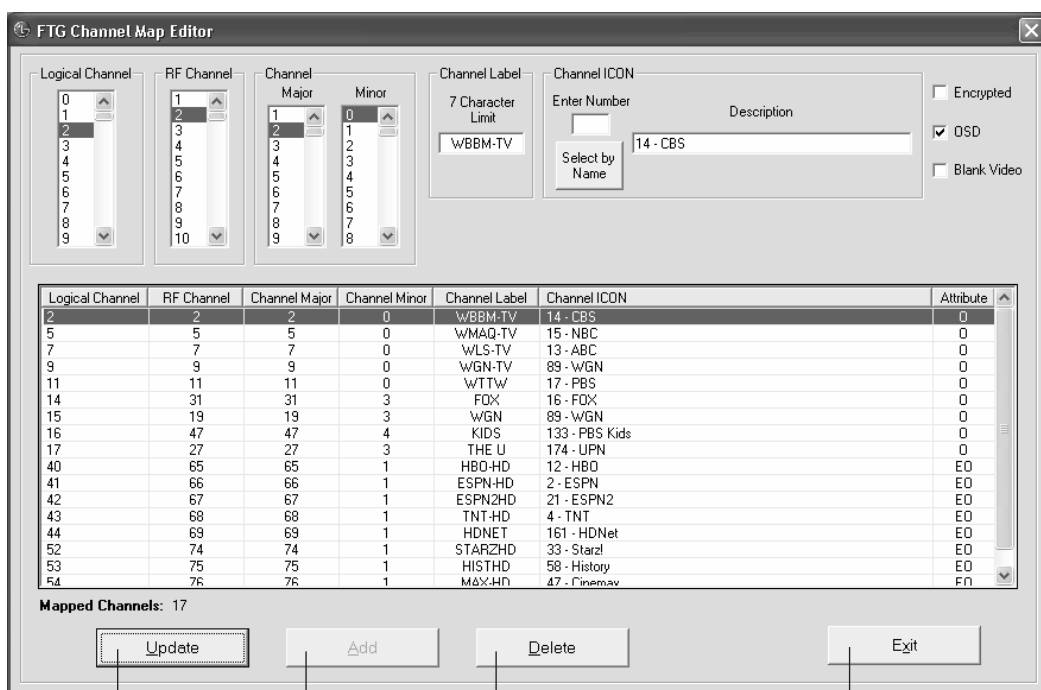 FTG Channel Map Editor
Logical Channel
0
1
2
3
4
5
6
7
8
9
RF Channel
1
2
3
4
5
6
7
8
9
10
Channel
Major
1
2
3
4
5
6
7
8
9
Minor
0
1
2
3
4
5
6
7
8
Channel Label
7 Character
Limit
WBBM-TV
Channel ICON
Enter Number
Select by
Name
Description
14 - CBS
Encrypted
OSD
Blank Video
Logical Channel RF Channel Channel Major Channel Minor Channel Label Channel ICON Attribute
2 2 2 0 WBBM-TV 14 - CBS O
5 5 5 0 WMAQ-TV 15 - NBC O
7 7 7 0 WLS-TV 13 - ABC O
9 9 9 0 WGN-TV 89 - WGN O
11 11 11 0 WTTW 17 - PBS O
14 31 31 3 FOX 16 - FOX O
15 19 19 3 WGN 89 - WGN O
16 47 47 4 KIDS 133 - PBS Kids O
17 27 27 3 THE U 174 - UPN O
40 65 65 1 HBO-HD 12 - HBO EO
41 66 66 1 ESPN-HD 2 - ESPN EO
42 67 67 1 ESPN2HD 21 - ESPN2 EO
43 68 68 1 TNT-HD 4 - TNT EO
44 69 69 1 HDNET 161 - HDNet EO
52 74 74 1 STARZHD 33 - Starz! EO
53 75 75 1 HISTHD 58 - History EO
54 76 76 1 MAX-HD 47 - Cinemax EO
Mapped Channels: 17
Update
Add
Delete
Exit